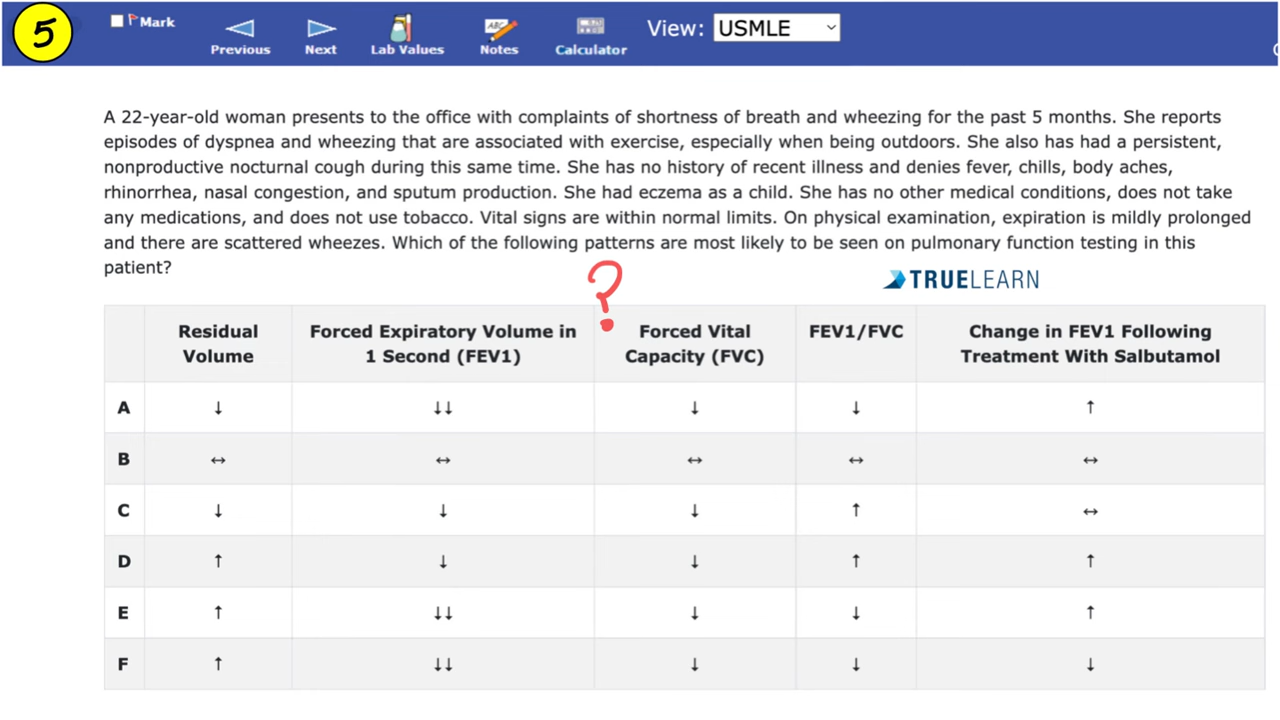 5
Mark
Previous
Next
Lab Values
ABC
Notes
Calculator
View: USMLE
A 22-year-old woman presents to the office with complaints of shortness of breath and wheezing for the past 5 months. She reports
episodes of dyspnea and wheezing that are associated with exercise, especially when being outdoors. She also has had a persistent,
nonproductive nocturnal cough during this same time. She has no history of recent illness and denies fever, chills, body aches,
rhinorrhea, nasal congestion, and sputum production. She had eczema as a child. She has no other medical conditions, does not take
any medications, and does not use tobacco. Vital signs are within normal limits. On physical examination, expiration is mildly prolonged
and there are scattered wheezes. Which of the following patterns are most likely to be seen on pulmonary function testing in this
patient?
TRUELEARN
?
Residual Volume
Forced Expiratory Volume in 1 Second (FEV1)
Forced Vital Capacity (FVC)
FEV1/FVC
Change in FEV1 Following Treatment With Salbutamol
A ↓ ↓↓ ↓ ↓ ↑
B ↔ ↔ ↔ ↔ ↔
C ↓ ↓ ↓ ↑ ↔
D ↑ ↓ ↓ ↑ ↑
E ↑ ↓↓ ↓ ↓ ↑
F ↑ ↓↓ ↓ ↓ ↓